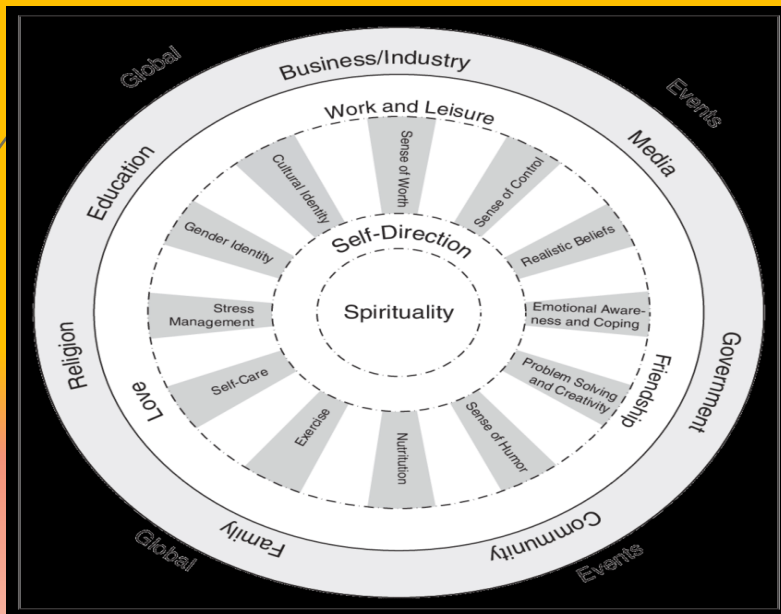 Global
Events
Business/Industry
Education
Media
Religion
Government
Family
Community
Global
Events
Work and Leisure
Love
Friendship
Sense of Worth
Sense of Control
Realistic Beliefs
Emotional Aware-
ness and Coping
Problem Solving
and Creativity
Sense of Humor
Nutritution
Exercise
Self-Care
Stress
Management
Gender Identity
Cultural Identity
Self-Direction
Spirituality